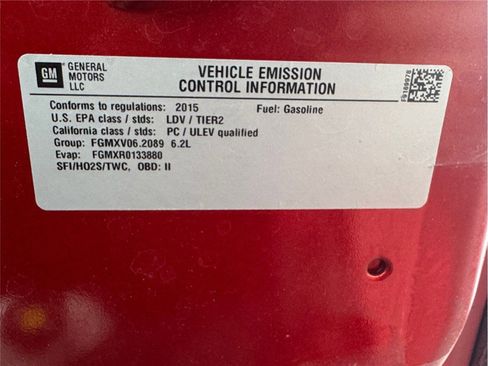 GM
GENERAL
MOTORS
LLC
VEHICLE EMISSION
CONTROL INFORMATION
Conforms to regulations: 2015 Fuel: Gasoline
U.S. EPA class / stds: LDV / TIER2
California class / stds: PC / ULEV qualified
Group: FGMXV06.2089 6.2L
Evap: FGMXR0133880
SFI/HO2S/TWC, OBD: II